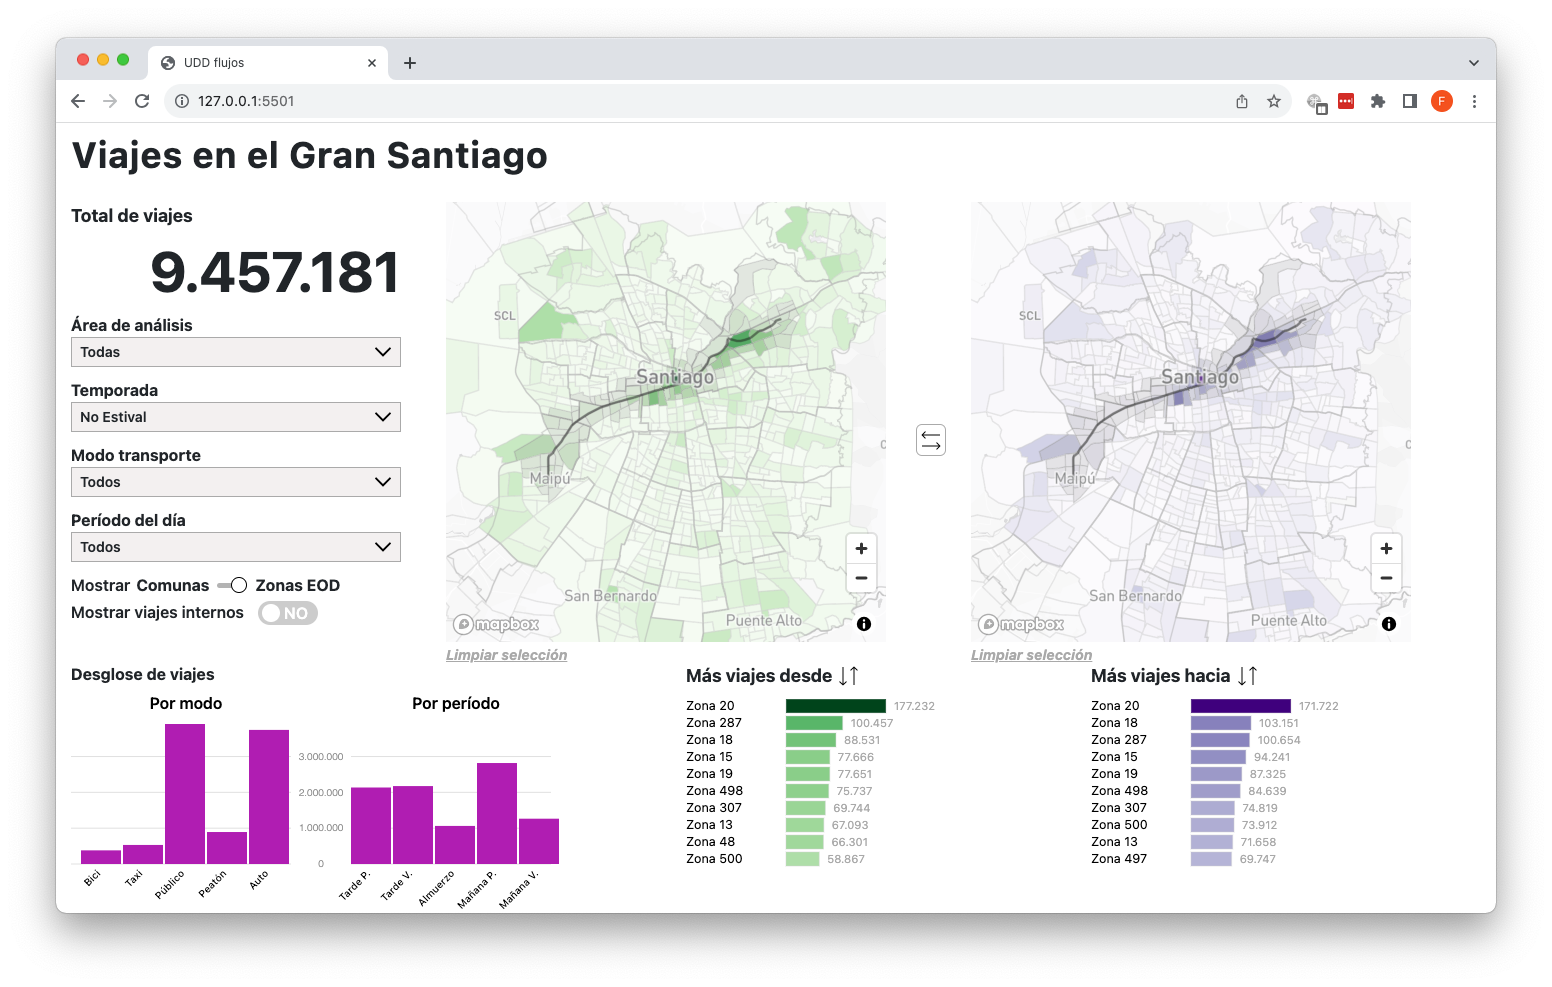 UDD flujos
127.0.0.1:5501
F
Viajes en el Gran Santiago
Total de viajes
9.457.181
Área de análisis
Todas
Temporada
No Estival
Modo transporte
Todos
Período del día
Todos
Mostrar Comunas Zonas EOD
Mostrar viajes internos NO
SCL
Santiago
Maipú
San Bernardo
Puente Alto
mapbox
Limpiar selección
SCL
Santiago
Maipú
San Bernardo
Puente Alto
mapbox
Limpiar selección
Desglose de viajes
Por modo
Bici
Taxi
Público
Peatón
Auto
Por período
3.000.000
2.000.000
1.000.000
0
Tarde P.
Tarde V.
Almuerzo
Mañana P.
Mañana V.
Más viajes desde
Zona 20 177.232
Zona 287 100.457
Zona 18 88.531
Zona 15 77.666
Zona 19 77.651
Zona 498 75.737
Zona 307 69.744
Zona 13 67.093
Zona 48 66.301
Zona 500 58.867
Más viajes hacia
Zona 20 171.722
Zona 18 103.151
Zona 287 100.654
Zona 15 94.241
Zona 19 87.325
Zona 498 84.639
Zona 307 74.819
Zona 500 73.912
Zona 13 71.658
Zona 497 69.747